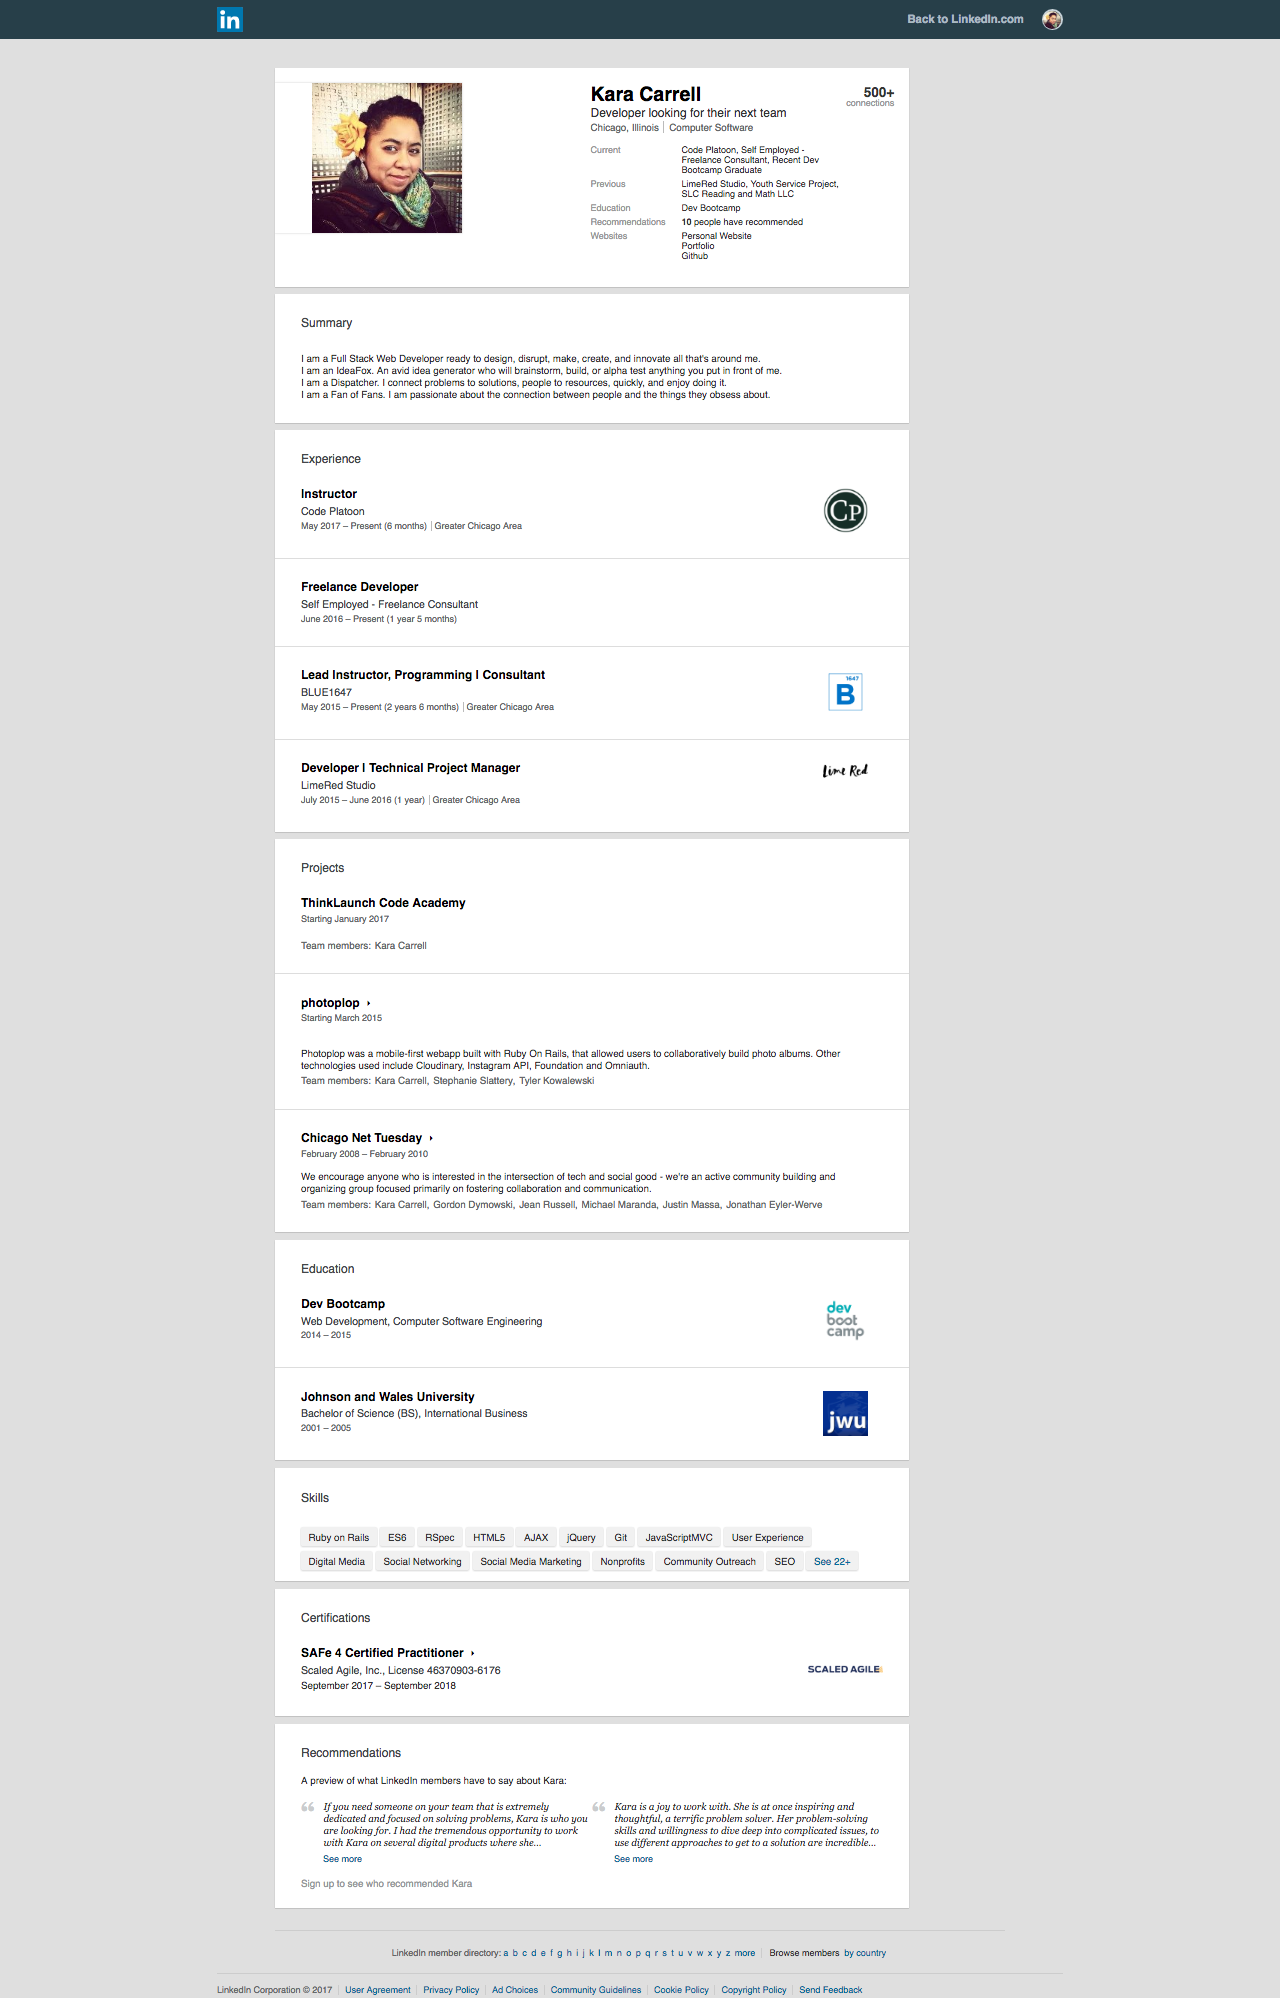 in
Back to LinkedIn.com
Kara Carrell
500+
connections
Developer looking for their next team
Chicago, Illinois | Computer Software
Current Code Platoon, Self Employed -
Freelance Consultant, Recent Dev
Bootcamp Graduate
Previous LimeRed Studio, Youth Service Project,
SLC Reading and Math LLC
Education Dev Bootcamp
Recommendations 10 people have recommended
Websites Personal Website
Portfolio
Github
Summary
I am a Full Stack Web Developer ready to design, disrupt, make, create, and innovate all that's around me.
I am an IdeaFox. An avid idea generator who will brainstorm, build, or alpha test anything you put in front of me.
I am a Dispatcher. I connect problems to solutions, people to resources, quickly, and enjoy doing it.
I am a Fan of Fans. I am passionate about the connection between people and the things they obsess about.
Experience
Instructor
Code Platoon
May 2017 – Present (6 months) | Greater Chicago Area
CP
Freelance Developer
Self Employed - Freelance Consultant
June 2016 – Present (1 year 5 months)
Lead Instructor, Programming | Consultant
BLUE1647
May 2015 – Present (2 years 6 months) | Greater Chicago Area
1647
B
Developer | Technical Project Manager
LimeRed Studio
July 2015 – June 2016 (1 year) | Greater Chicago Area
Lime Red
Projects
ThinkLaunch Code Academy
Starting January 2017
Team members: Kara Carrell
photoplop
Starting March 2015
Photoplop was a mobile-first webapp built with Ruby On Rails, that allowed users to collaboratively build photo albums. Other
technologies used include Cloudinary, Instagram API, Foundation and Omniauth.
Team members: Kara Carrell, Stephanie Slattery, Tyler Kowalewski
Chicago Net Tuesday
February 2008 – February 2010
We encourage anyone who is interested in the intersection of tech and social good - we're an active community building and
organizing group focused primarily on fostering collaboration and communication.
Team members: Kara Carrell, Gordon Dymowski, Jean Russell, Michael Maranda, Justin Massa, Jonathan Eyler-Werve
Education
Dev Bootcamp
Web Development, Computer Software Engineering
2014 – 2015
dev
boot
camp
Johnson and Wales University
Bachelor of Science (BS), International Business
2001 – 2005
jwu
Skills
Ruby on Rails ES6 RSpec HTML5 AJAX jQuery Git JavaScriptMVC User Experience
Digital Media Social Networking Social Media Marketing Nonprofits Community Outreach SEO See 22+
Certifications
SAFe 4 Certified Practitioner
Scaled Agile, Inc., License 46370903-6176
September 2017 – September 2018
SCALED AGILE
Recommendations
A preview of what LinkedIn members have to say about Kara:
If you need someone on your team that is extremely
dedicated and focused on solving problems, Kara is who you
are looking for. I had the tremendous opportunity to work
with Kara on several digital products where she...
See more
Kara is a joy to work with. She is at once inspiring and
thoughtful, a terrific problem solver. Her problem-solving
skills and willingness to dive deep into complicated issues, to
use different approaches to get to a solution are incredible...
See more
Sign up to see who recommended Kara
LinkedIn member directory: a b c d e f g h i j k l m n o p q r s t u v w x y z more | Browse members by country
LinkedIn Corporation © 2017 | User Agreement | Privacy Policy | Ad Choices | Community Guidelines | Cookie Policy | Copyright Policy | Send Feedback